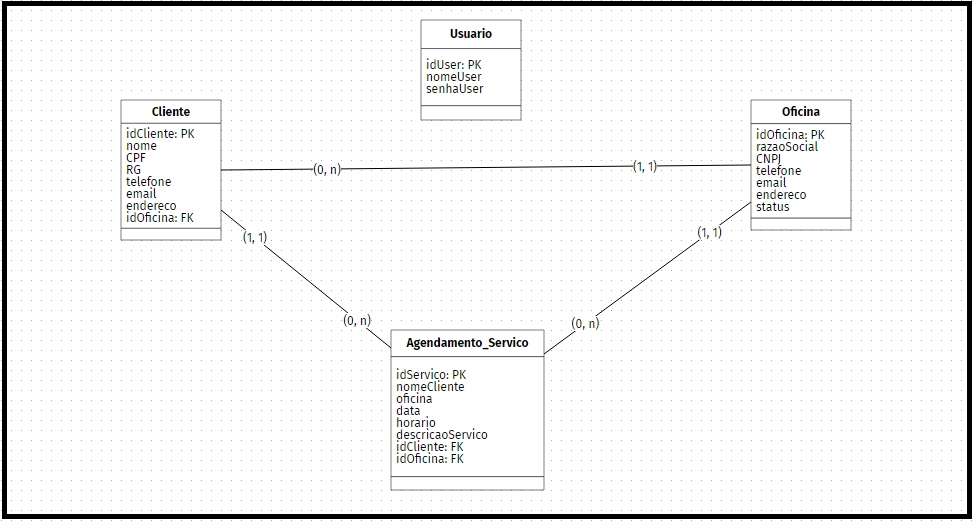 Usuario
idUser: PK
nomeUser
senhaUser
Cliente
idCliente: PK
nome
CPF
RG
telefone
email
endereco
idOficina: FK
Oficina
idOficina: PK
razaoSocial
CNPJ
telefone
email
endereco
status
(0, n)
(1, 1)
(1, 1)
(1, 1)
(0, n)
(0, n)
Agendamento_Servico
idServico: PK
nomeCliente
oficina
data
horario
descricaoServico
idCliente: FK
idOficina: FK